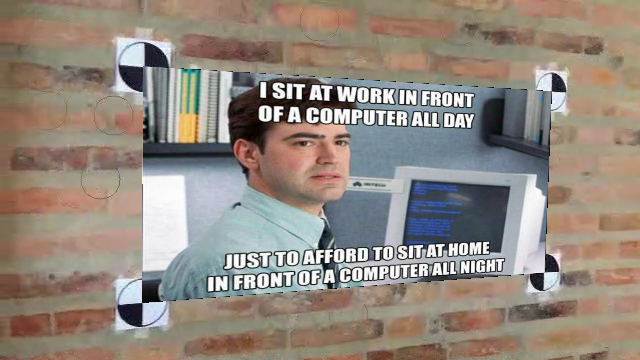 I SIT AT WORK IN FRONT
OF A COMPUTER ALL DAY
INITECH
JUST TO AFFORD TO SIT AT HOME
IN FRONT OF A COMPUTER ALL NIGHT